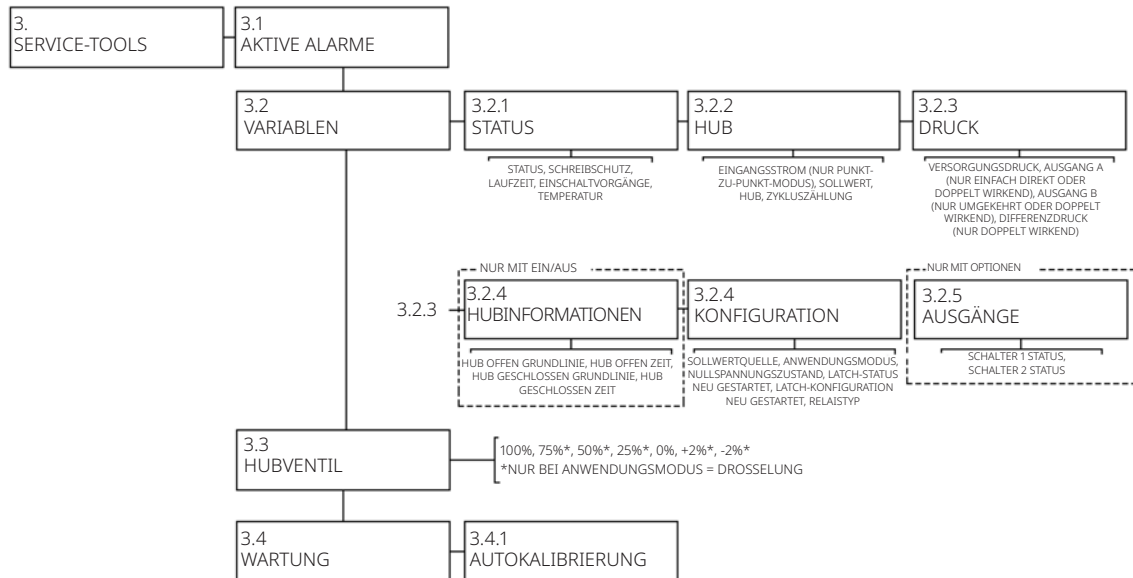 3.
SERVICE-TOOLS
3.1
AKTIVE ALARME
3.2
VARIABLEN
3.2.1
STATUS
3.2.2
HUB
3.2.3
DRUCK
STATUS, SCHREIBSCHUTZ,
LAUFZEIT, EINSCHALTVORGÄNGE,
TEMPERATUR
EINGANGSSTROM (NUR PUNKT-
ZU-PUNKT-MODUS), SOLLWERT,
HUB, ZYKLUSZÄHLUNG
VERSORGUNGSDRUCK, AUSGANG A
(NUR EINFACH DIREKT ODER
DOPPELT WIRKEND), AUSGANG B
(NUR UMGEKEHRT ODER DOPPELT
WIRKEND), DIFFERENZDRUCK
(NUR DOPPELT WIRKEND)
NUR MIT EIN/AUS
NUR MIT OPTIONEN
3.2.3
3.2.4
HUBINFORMATIONEN
3.2.4
KONFIGURATION
3.2.5
AUSGÄNGE
HUB OFFEN GRUNDLINIE, HUB OFFEN ZEIT,
HUB GESCHLOSSEN GRUNDLINIE, HUB
GESCHLOSSEN ZEIT
SOLLWERTQUELLE, ANWENDUNGSMODUS,
NULLSPANNUNGSZUSTAND, LATCH-STATUS
NEU GESTARTET, LATCH-KONFIGURATION
NEU GESTARTET, RELAISTYP
SCHALTER 1 STATUS,
SCHALTER 2 STATUS
3.3
HUBVENTIL
100%, 75%*, 50%*, 25%*, 0%, +2%*, -2%*
*NUR BEI ANWENDUNGSMODUS = DROSSELUNG
3.4
WARTUNG
3.4.1
AUTOKALIBRIERUNG